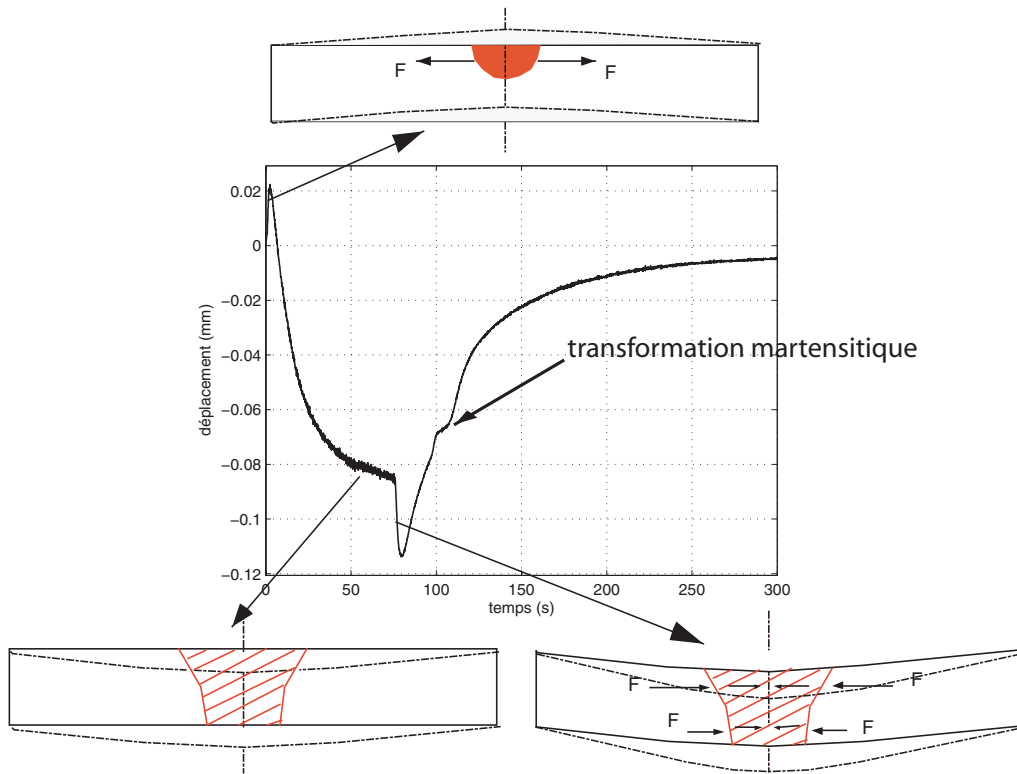 F F
0.02
0
−0.02
−0.04
−0.06
−0.08
−0.1
−0.12
déplacement (mm)
transformation martensitique
0 50 100 150 200 250 300
temps (s)
F F
F F